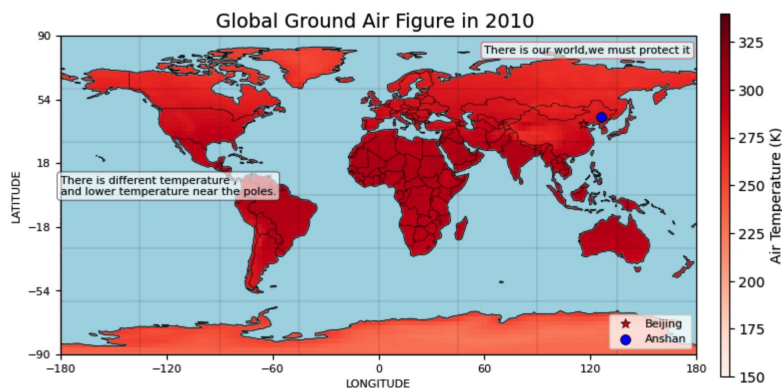 Global Ground Air Figure in 2010
There is our world,we must protect it
There is different temperature ,
and lower temperature near the poles.
Beijing
Anshan
90
54
18
−18
−54
−90
LATITUDE
−180
−120
−60
0
60
120
180
LONGITUDE
325
300
275
250
225
200
175
150
Air Temperature (K)